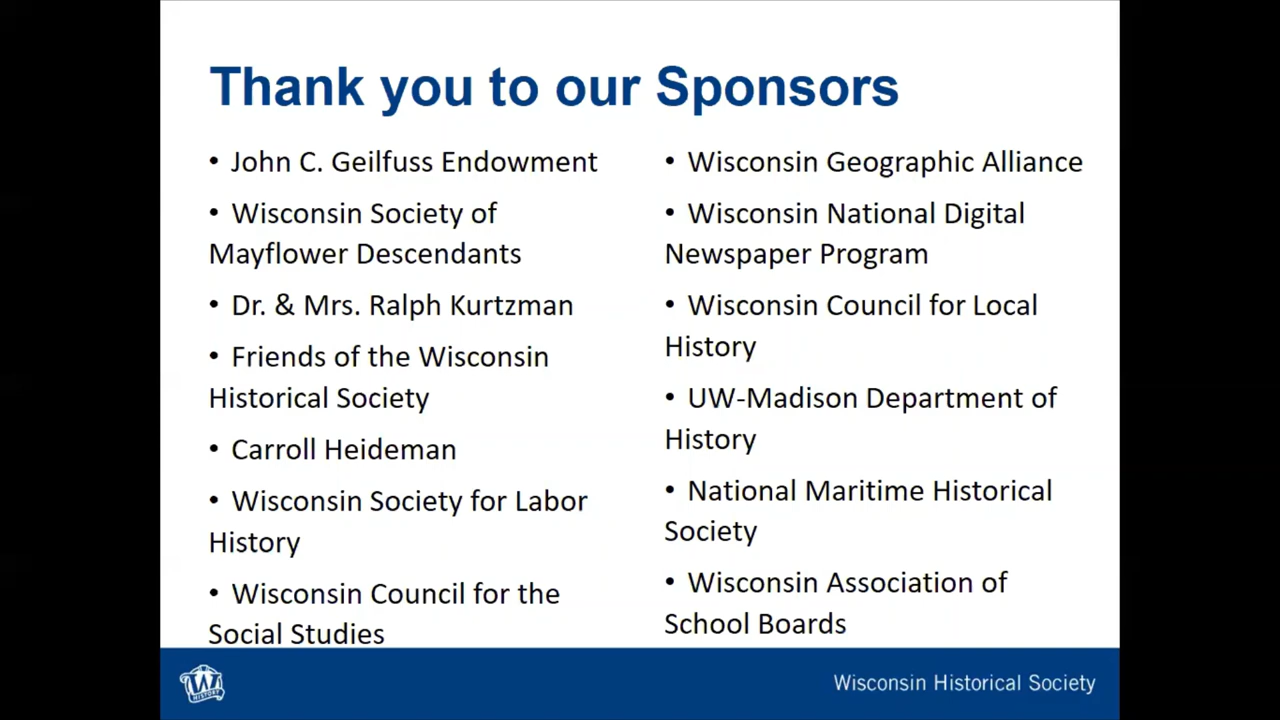 Thank you to our Sponsors
• John C. Geilfuss Endowment
• Wisconsin Society of
Mayflower Descendants
• Dr. & Mrs. Ralph Kurtzman
• Friends of the Wisconsin
Historical Society
• Carroll Heideman
• Wisconsin Society for Labor
History
• Wisconsin Council for the
Social Studies
• Wisconsin Geographic Alliance
• Wisconsin National Digital
Newspaper Program
• Wisconsin Council for Local
History
• UW-Madison Department of
History
• National Maritime Historical
Society
• Wisconsin Association of
School Boards
W
HISTORY
Wisconsin Historical Society